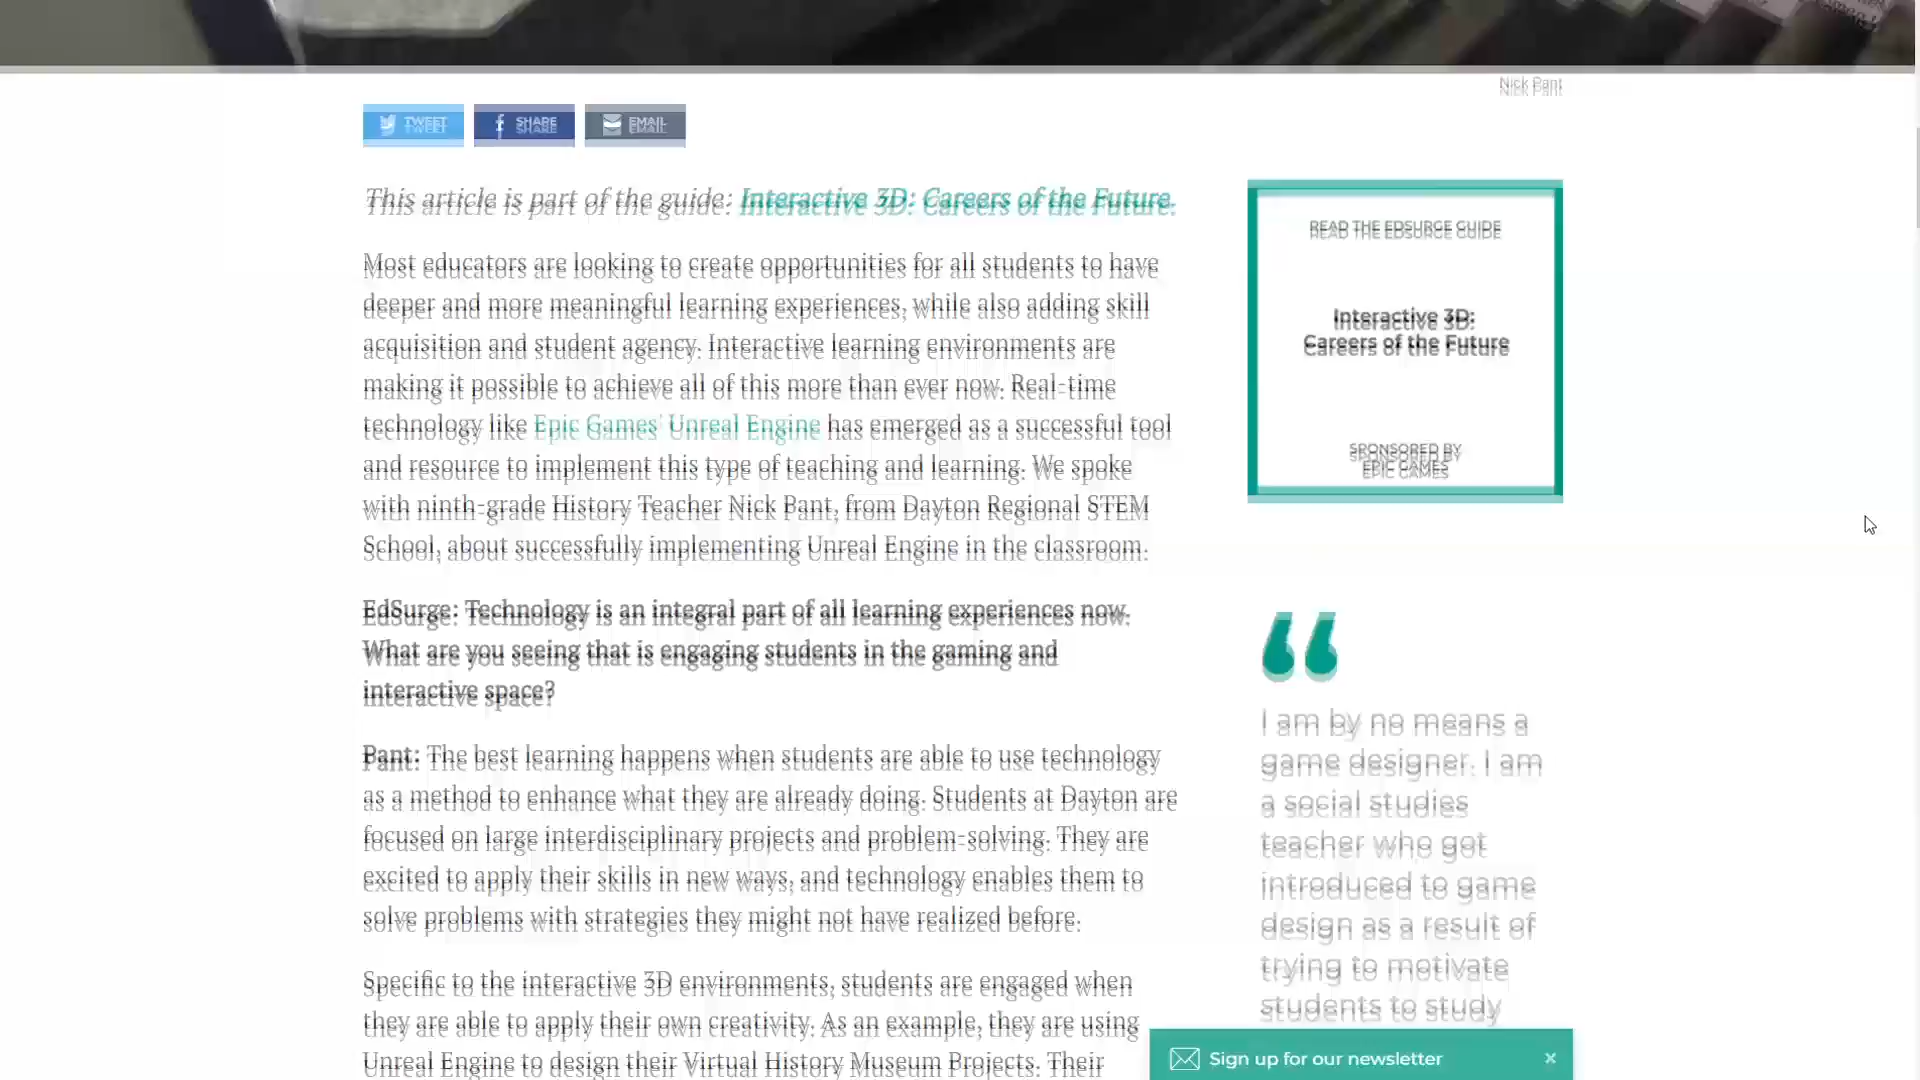 Nick Pant
TWEET
SHARE
EMAIL
This article is part of the guide: Interactive 3D: Careers of the Future.
Most educators are looking to create opportunities for all students to have
deeper and more meaningful learning experiences, while also adding skill
acquisition and student agency. Interactive learning environments are
making it possible to achieve all of this more than ever now. Real-time
technology like Epic Games' Unreal Engine has emerged as a successful tool
and resource to implement this type of teaching and learning. We spoke
with ninth-grade History Teacher Nick Pant, from Dayton Regional STEM
School, about successfully implementing Unreal Engine in the classroom.
EdSurge: Technology is an integral part of all learning experiences now.
What are you seeing that is engaging students in the gaming and
interactive space?
Pant: The best learning happens when students are able to use technology
as a method to enhance what they are already doing. Students at Dayton are
focused on large interdisciplinary projects and problem-solving. They are
excited to apply their skills in new ways, and technology enables them to
solve problems with strategies they might not have realized before.
Specific to the interactive 3D environments, students are engaged when
they are able to apply their own creativity. As an example, they are using
Unreal Engine to design their Virtual History Museum Projects. Their
READ THE EDSURGE GUIDE
Interactive 3D:
Careers of the Future
SPONSORED BY
EPIC GAMES
“
I am by no means a
game designer. I am
a social studies
teacher who got
introduced to game
design as a result of
trying to motivate
students to study
Sign up for our newsletter
×